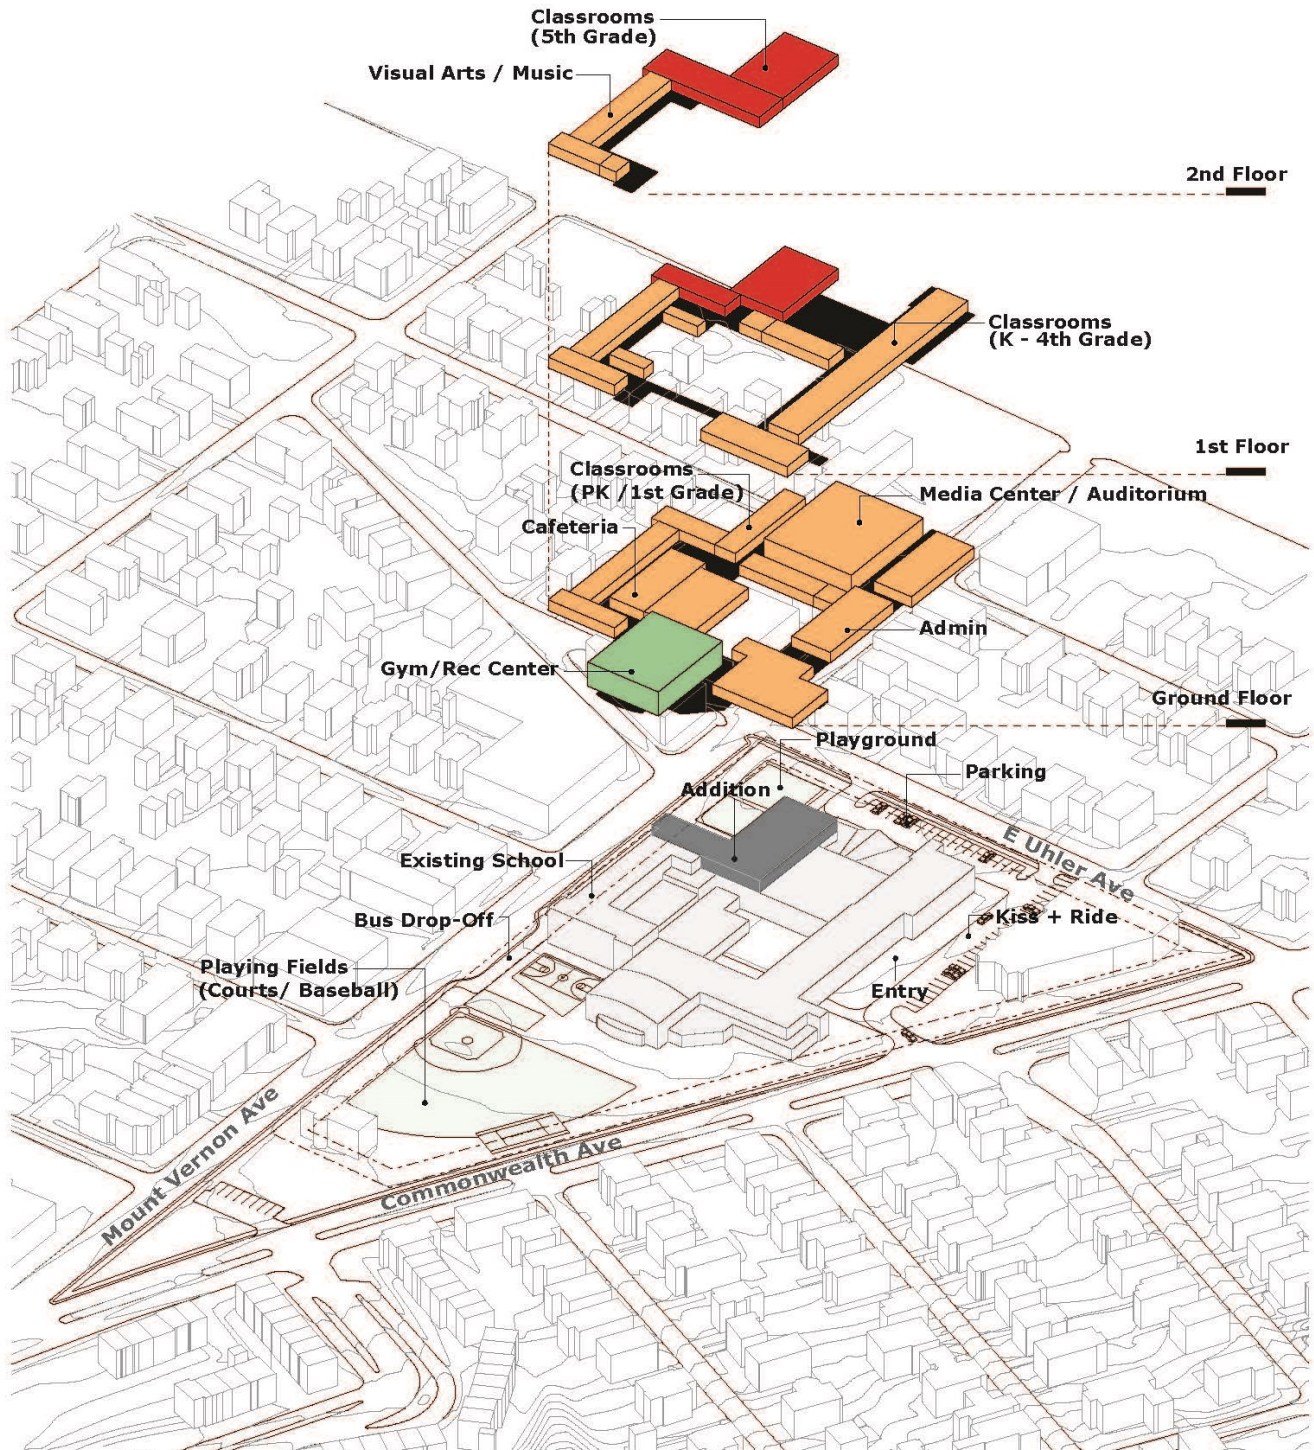 Classrooms
(5th Grade)
Visual Arts / Music
2nd Floor
Classrooms
(K - 4th Grade)
1st Floor
Classrooms
(PK /1st Grade)
Media Center / Auditorium
Cafeteria
Admin
Gym/Rec Center
Ground Floor
Playground
Parking
Addition
E Uhler Ave
Existing School
Bus Drop-Off
Kiss + Ride
Playing Fields
(Courts/ Baseball)
Entry
Mount Vernon Ave
Commonwealth Ave